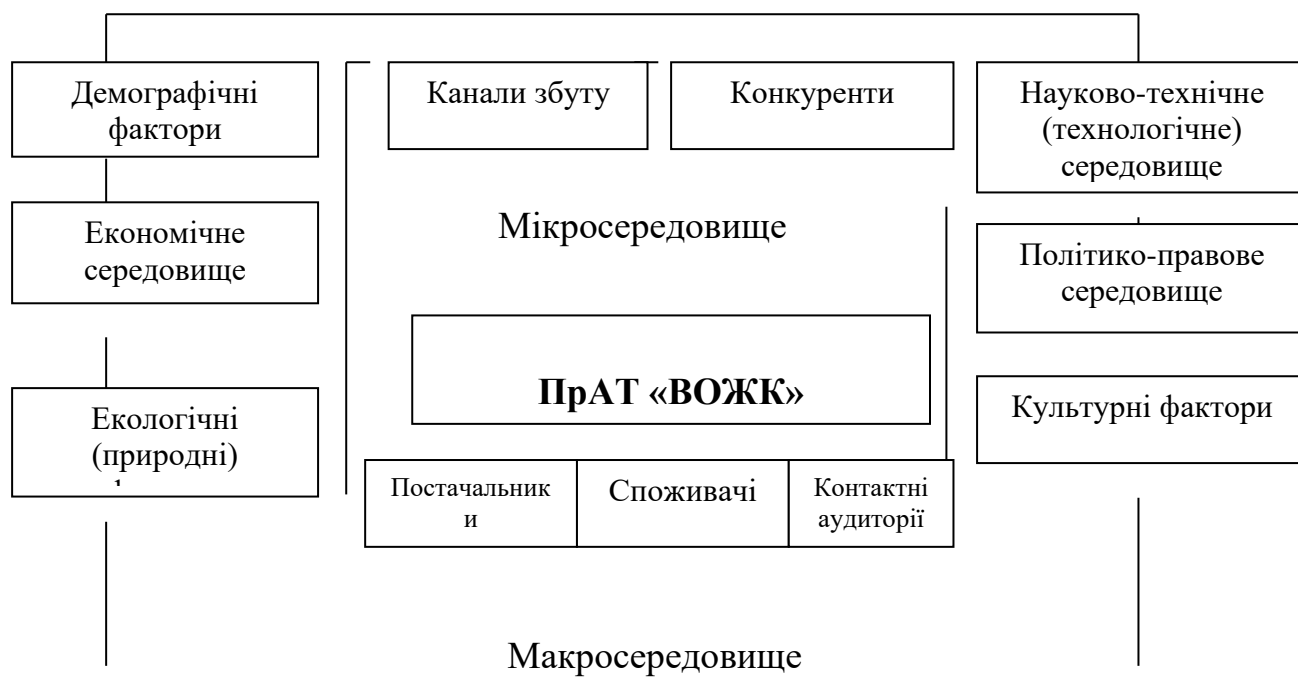 Демографічні
фактори
Канали збуту
Конкуренти
Науково-технічне
(технологічне)
середовище
Економічне
середовище
Мікросередовище
Політико-правове
середовище
ПрАТ «ВОЖК»
Екологічні
(природні)
Культурні фактори
Постачальник
и
Споживачі
Контактні
аудиторії
Макросередовище